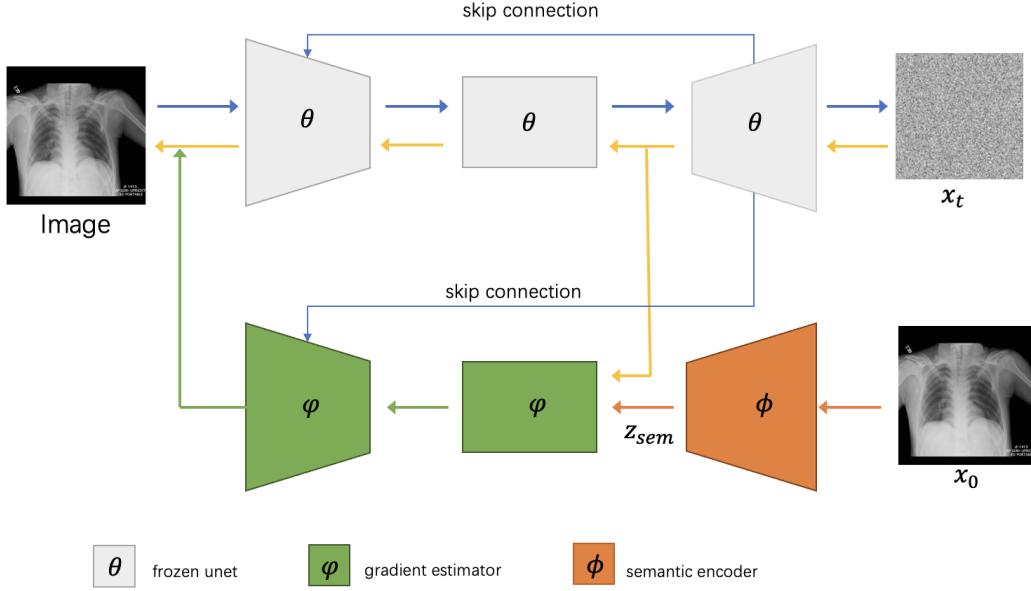 skip connection
θ
θ
θ
Image
x_t
skip connection
φ
φ
ϕ
z_sem
x_0
θ
frozen unet
φ
gradient estimator
ϕ
semantic encoder